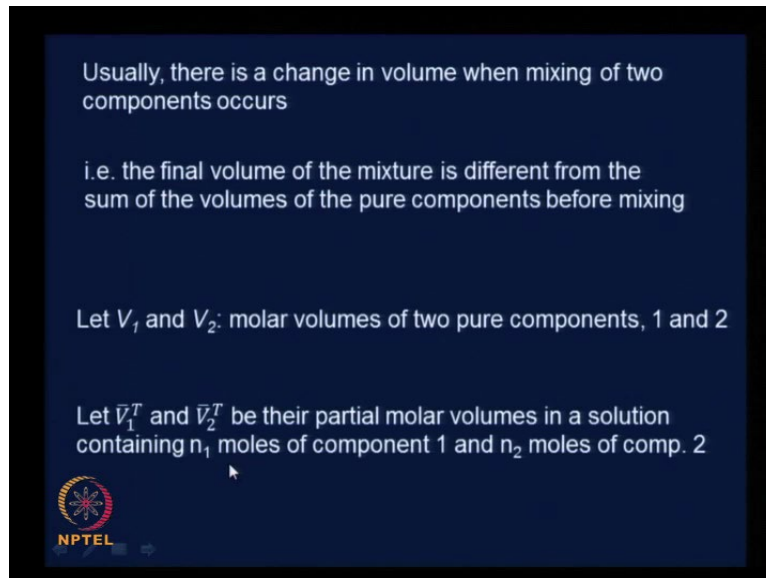 Usually, there is a change in volume when mixing of two
components occurs
i.e. the final volume of the mixture is different from the
sum of the volumes of the pure components before mixing
Let V₁ and V₂: molar volumes of two pure components, 1 and 2
Let V̄₁ᵀ and V̄₂ᵀ be their partial molar volumes in a solution
containing n₁ moles of component 1 and n₂ moles of comp. 2
NPTEL